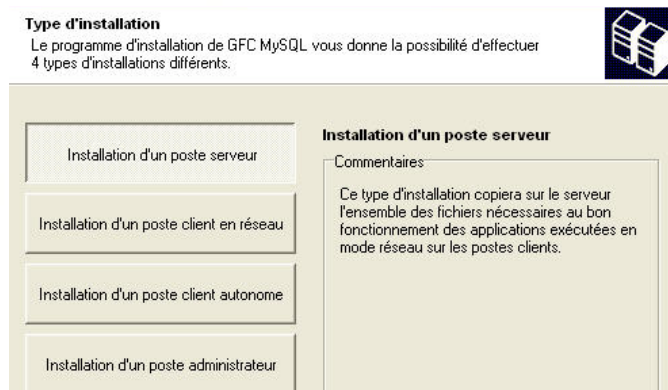 Type d'installation
Le programme d'installation de GFC MySQL vous donne la possibilité d'effectuer
4 types d'installations différents.
Installation d'un poste serveur
Installation d'un poste client en réseau
Installation d'un poste client autonome
Installation d'un poste administrateur
Installation d'un poste serveur
Commentaires
Ce type d'installation copiera sur le serveur
l'ensemble des fichiers nécessaires au bon
fonctionnement des applications exécutées en
mode réseau sur les postes clients.